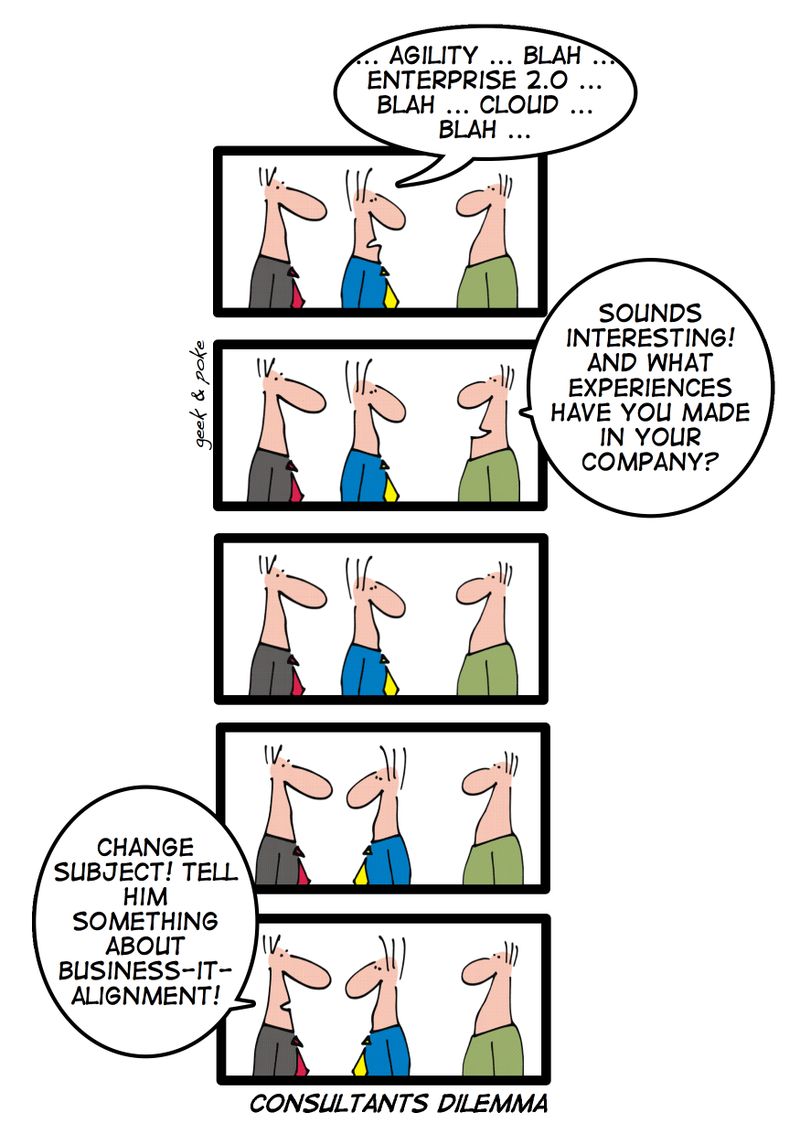 ... AGILITY ... BLAH ...
ENTERPRISE 2.0 ...
BLAH ... CLOUD ...
BLAH ...
SOUNDS
INTERESTING!
AND WHAT
EXPERIENCES
HAVE YOU MADE
IN YOUR
COMPANY?
geek & poke
CHANGE
SUBJECT! TELL
HIM
SOMETHING
ABOUT
BUSINESS-IT-
ALIGNMENT!
CONSULTANTS DILEMMA